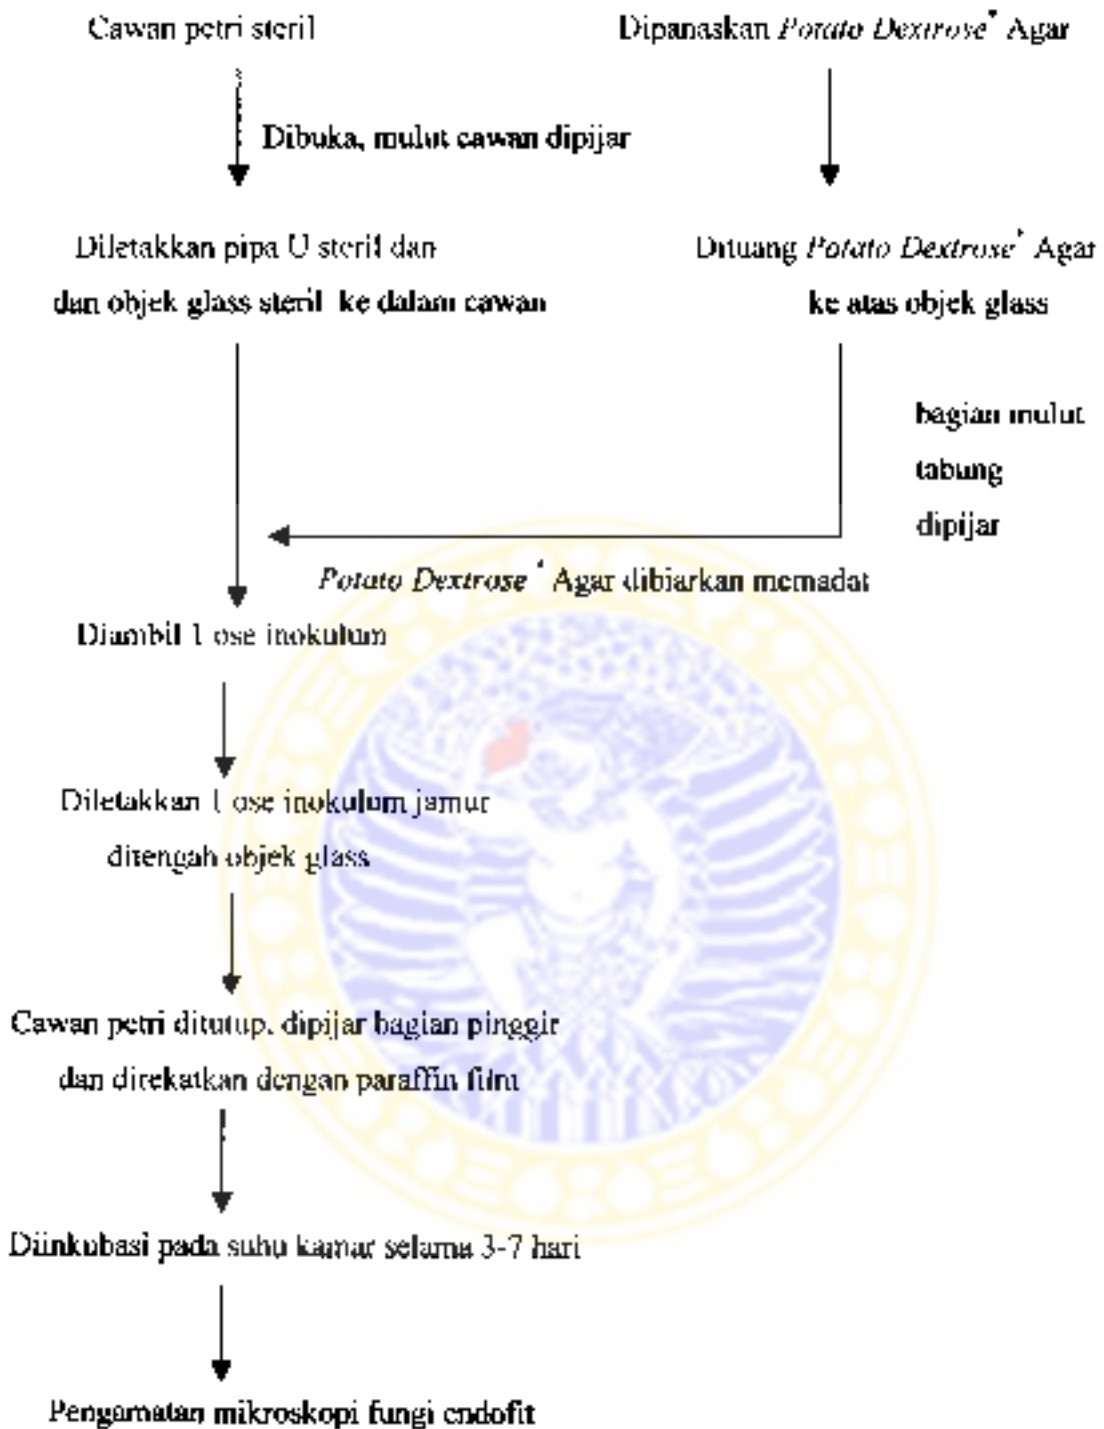 Cawan petri steril
Dipanaskan Potato Dextrose* Agar
Dibuka, mulut cawan dipijar
Diletakkan pipa U steril dan
dan objek glass steril ke dalam cawan
Dituang Potato Dextrose* Agar
ke atas objek glass
bagian mulut
tabung
dipijar
Potato Dextrose * Agar dibiarkan memadat
Diambil 1 ose inokulum
Diletakkan 1 ose inokulum jamur
ditengah objek glass
Cawan petri ditutup, dipijar bagian pinggir
dan direkatkan dengan paraffin film
Diinkubasi pada suhu kamar selama 3-7 hari
Pengamatan mikroskopi fungi endofit